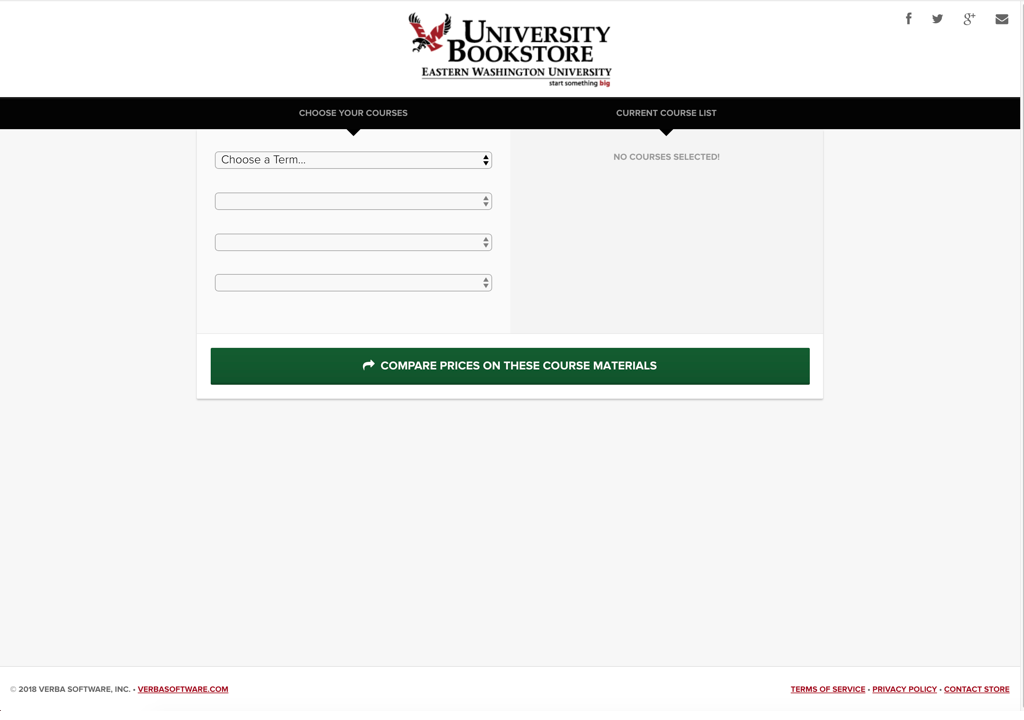 UNIVERSITY
BOOKSTORE
EASTERN WASHINGTON UNIVERSITY
start something big
CHOOSE YOUR COURSES
CURRENT COURSE LIST
Choose a Term...
NO COURSES SELECTED!
COMPARE PRICES ON THESE COURSE MATERIALS
© 2018 VERBA SOFTWARE, INC. • VERBASOFTWARE.COM
TERMS OF SERVICE • PRIVACY POLICY • CONTACT STORE